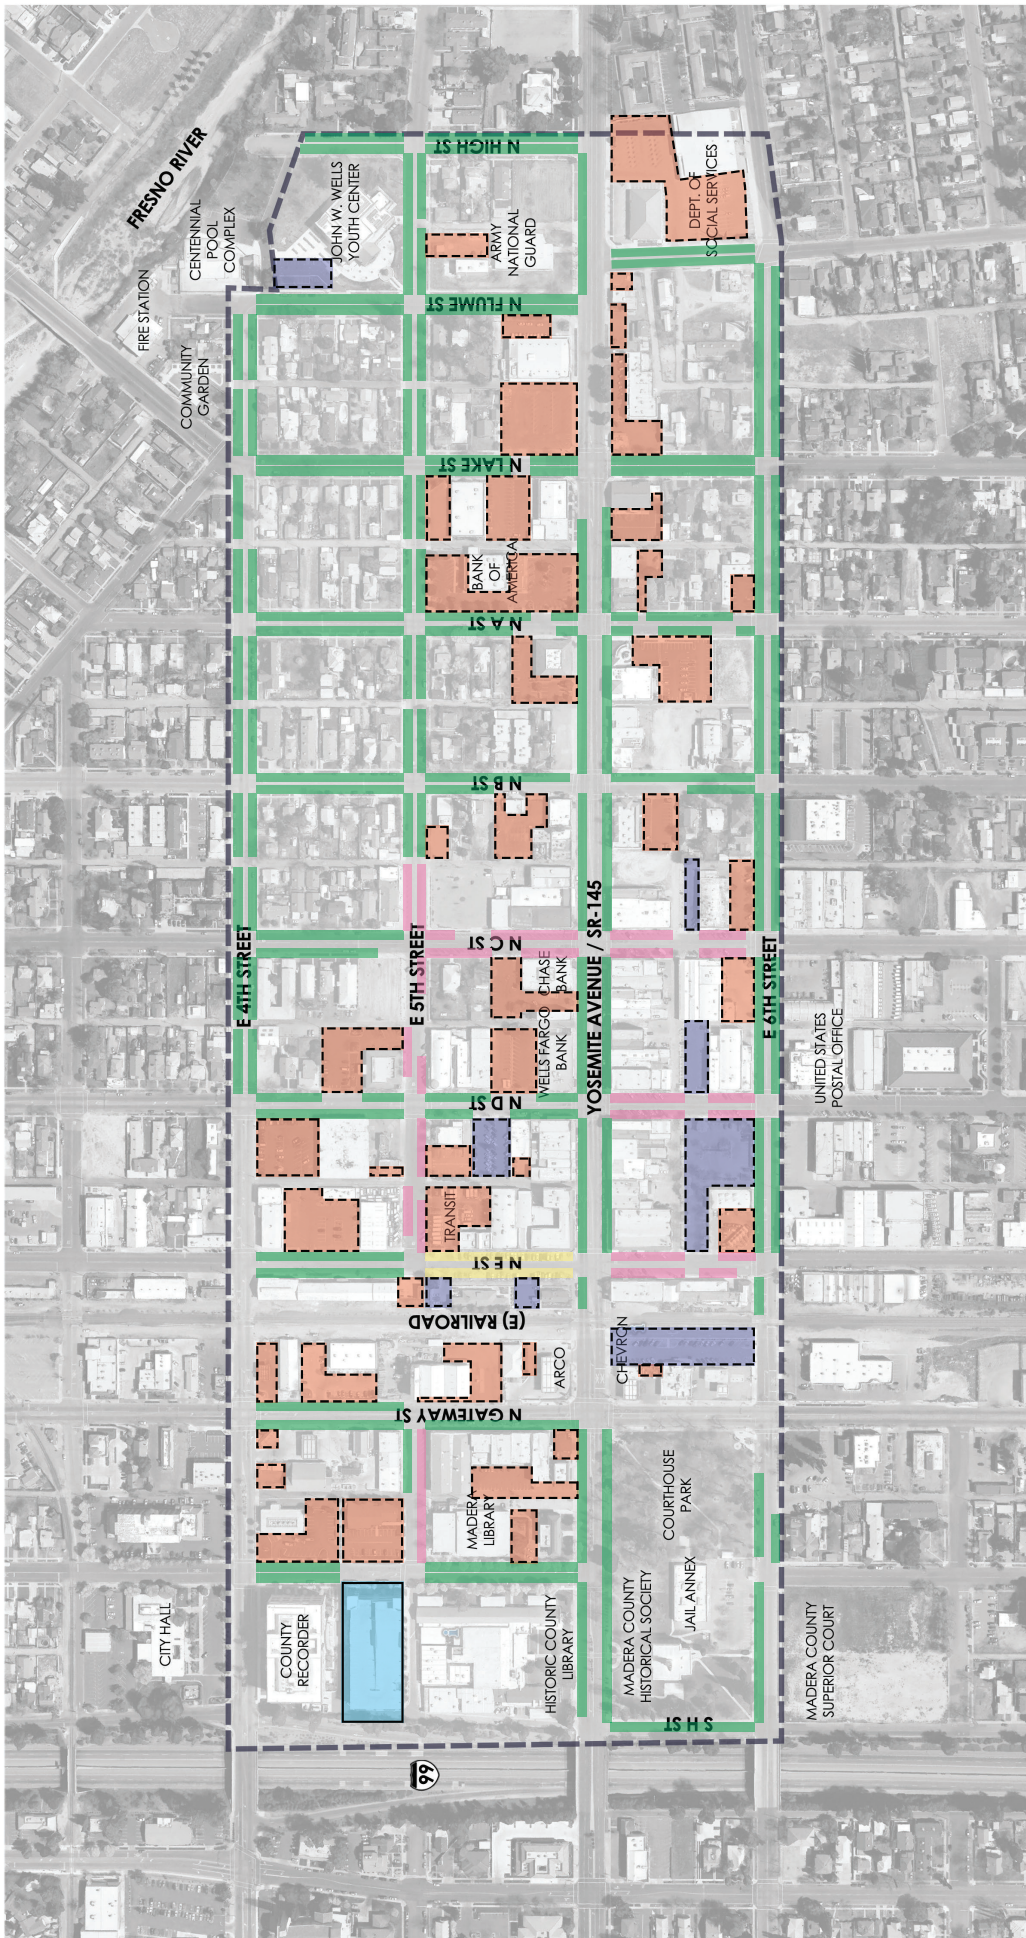 FRESNO RIVER
N HIGH ST
JOHN W. WELLS
YOUTH CENTER
CENTENNIAL
POOL
COMPLEX
ARMY
NATIONAL
GUARD
DEPT. OF
SOCIAL SERVICES
FIRE STATION
N FLUME ST
COMMUNITY
GARDEN
N LAKE ST
BANK
OF
AMERICA
N A ST
N B ST
E 4TH STREET
E 5TH STREET
YOSEMITE AVENUE / SR-145
E 6TH STREET
N C ST
CHASE
BANK
WELLS FARGO
BANK
UNITED STATES
POSTAL OFFICE
N D ST
TRANSIT
N E ST
(E) RAILROAD
ARCO
CHEVRON
N GATEWAY ST
MADERA
LIBRARY
COURTHOUSE
PARK
JAIL ANNEX
CITY HALL
COUNTY
RECORDER
HISTORIC COUNTY
LIBRARY
MADERA COUNTY
HISTORICAL SOCIETY
MADERA COUNTY
SUPERIOR COURT
S H ST
99